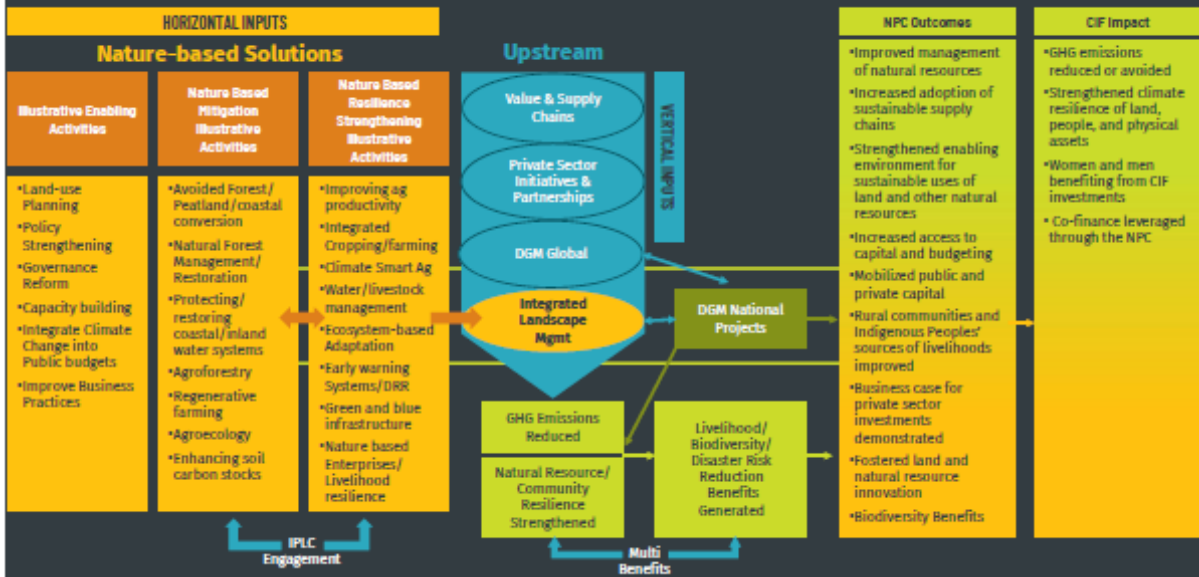 HORIZONTAL INPUTS
Nature-based Solutions
Illustrative Enabling
Activities
•Land-use
Planning
•Policy
Strengthening
•Governance
Reform
•Capacity building
•Integrate Climate
Change into
Public budgets
•Improve Business
Practices
Nature Based
Mitigation
Illustrative
Activities
•Avoided Forest/
Peatland/coastal
conversion
•Natural Forest
Management/
Restoration
•Protecting/
restoring
coastal/inland
water systems
•Agroforestry
•Regenerative
farming
•Agroecology
•Enhancing soil
carbon stocks
Nature Based
Resilience
Strengthening
Illustrative
Activities
•Improving ag
productivity
•Integrated
Cropping/farming
•Climate Smart Ag
•Water/livestock
management
•Ecosystem-based
Adaptation
•Early warning
Systems/DRR
•Green and blue
infrastructure
•Nature based
Enterprises/
Livelihood
resilience
IPLC
Engagement
Upstream
Value & Supply
Chains
Private Sector
Initiatives &
Partnerships
DGM Global
Integrated
Landscape
Mgmt
VERTICAL INPUTS
DGM National
Projects
GHG Emissions
Reduced
Natural Resource/
Community
Resilience
Strengthened
Livelihood/
Biodiversity/
Disaster Risk
Reduction
Benefits
Generated
Multi
Benefits
NPC Outcomes
•Improved management
of natural resources
•Increased adoption of
sustainable supply
chains
•Strengthened enabling
environment for
sustainable uses of
land and other natural
resources
•Increased access to
capital and budgeting
•Mobilized public and
private capital
•Rural communities and
Indigenous Peoples'
sources of livelihoods
improved
•Business case for
private sector
investments
demonstrated
•Fostered land and
natural resource
innovation
•Biodiversity Benefits
CIF Impact
•GHG emissions
reduced or avoided
•Strengthened climate
resilience of land,
people, and physical
assets
•Women and men
benefiting from CIF
investments
• Co-finance leveraged
through the NPC